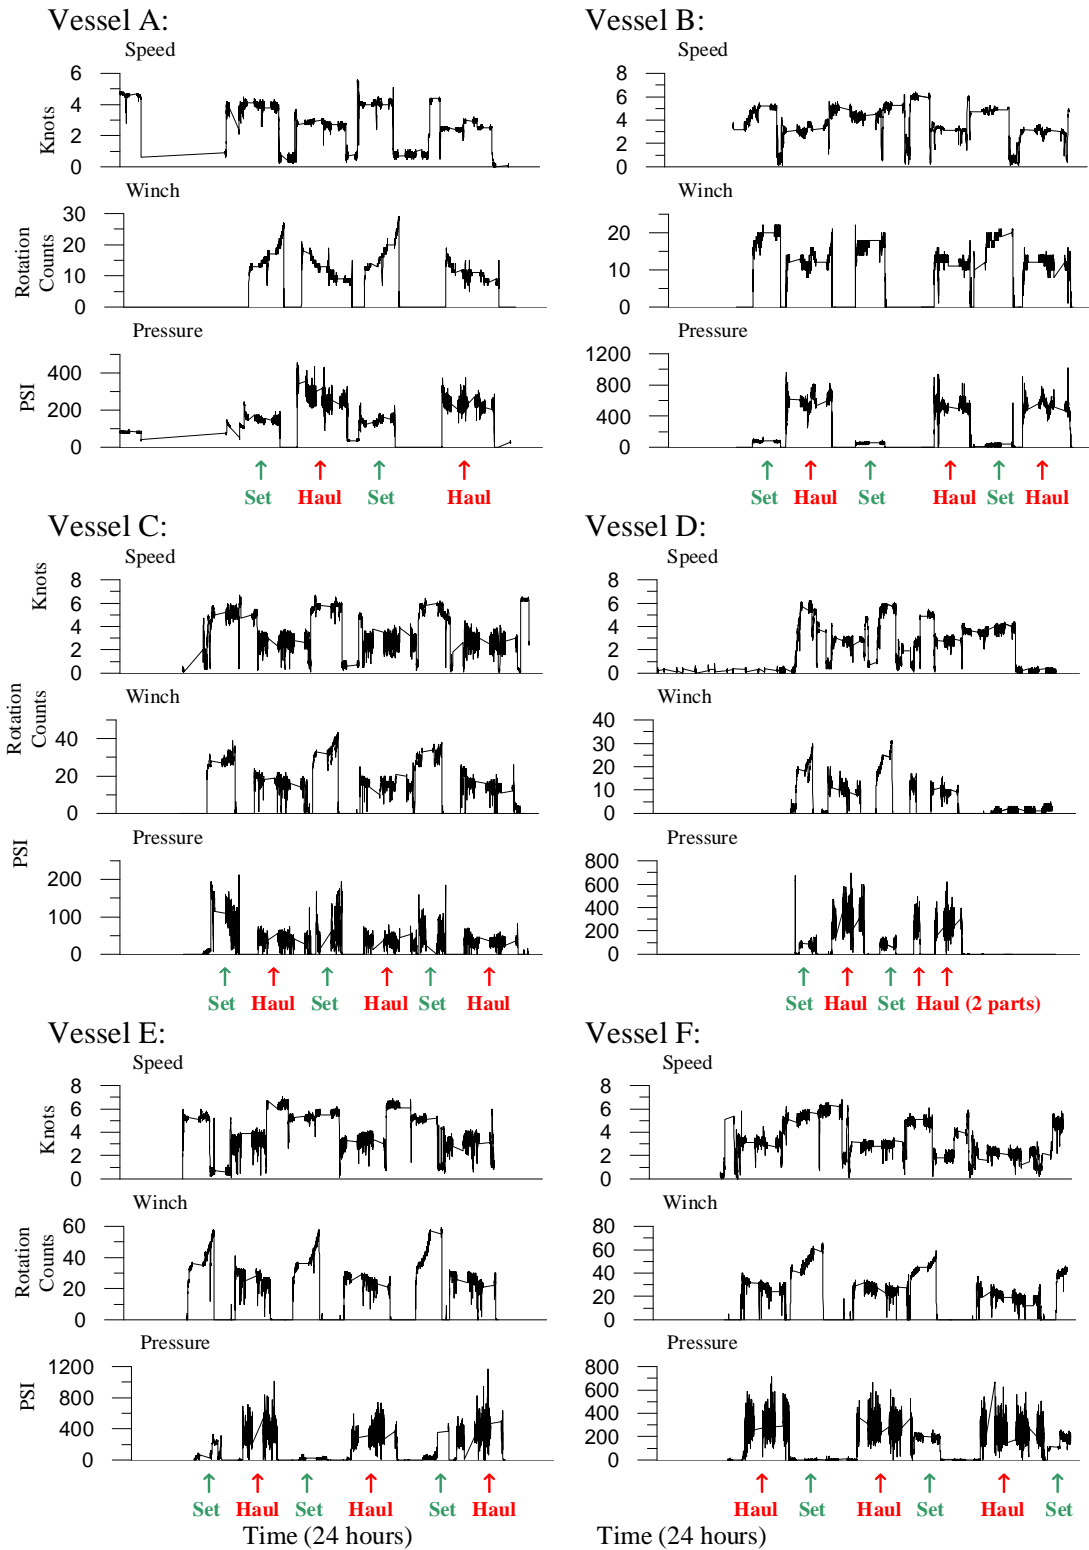 Vessel A:
Speed
6
4
2
0
Knots
Winch
30
20
10
0
Rotation
Counts
Pressure
400
200
0
PSI
Set
Haul
Set
Haul
Vessel B:
Speed
8
6
4
2
0
Winch
20
10
0
Pressure
1200
800
400
0
Set
Haul
Set
Haul
Set
Haul
Vessel C:
Speed
8
6
4
2
0
Knots
Winch
40
20
0
Rotation
Counts
Pressure
200
100
0
PSI
Set
Haul
Set
Haul
Set
Haul
Vessel D:
Speed
8
6
4
2
0
Winch
40
30
20
10
0
Pressure
800
600
400
200
0
Set
Haul
Set
Haul (2 parts)
Vessel E:
Speed
8
6
4
2
0
Knots
Winch
60
40
20
0
Rotation
Counts
Pressure
1200
800
400
0
PSI
Set
Haul
Set
Haul
Set
Haul
Time (24 hours)
Vessel F:
Speed
8
6
4
2
0
Winch
80
60
40
20
0
Pressure
800
600
400
200
0
Haul
Set
Haul
Set
Haul
Set
Time (24 hours)